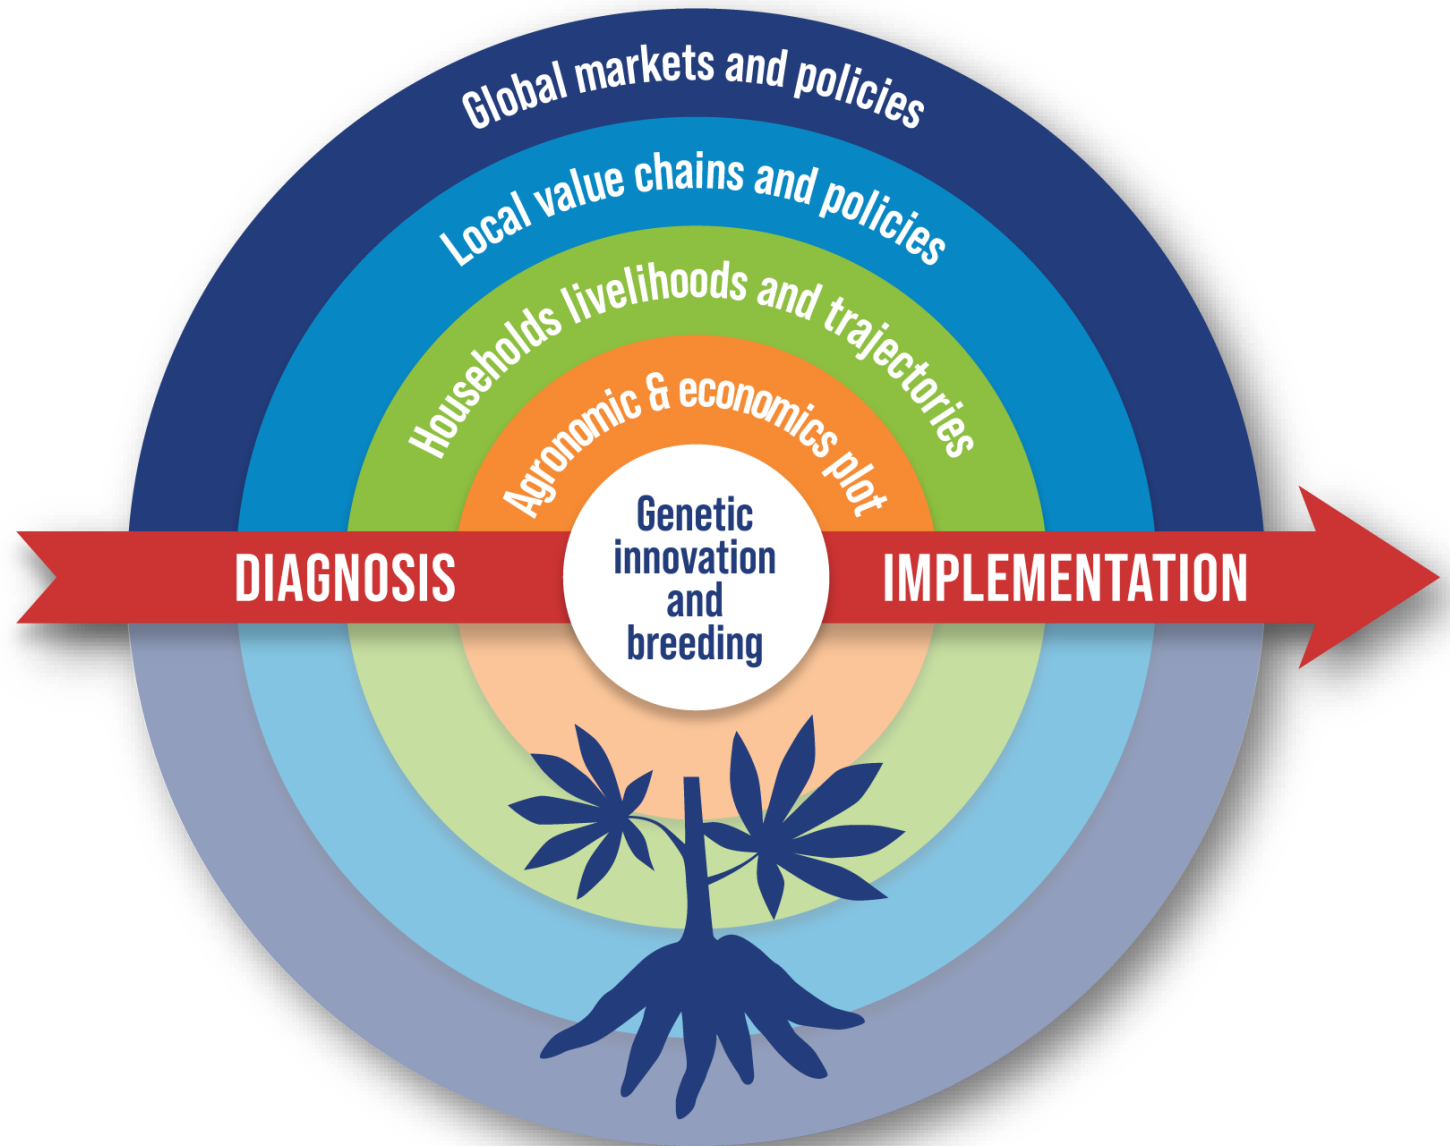 Global markets and policies
Local value chains and policies
Households livelihoods and trajectories
Agronomic & economics plot
DIAGNOSIS
Genetic
innovation
and
breeding
IMPLEMENTATION